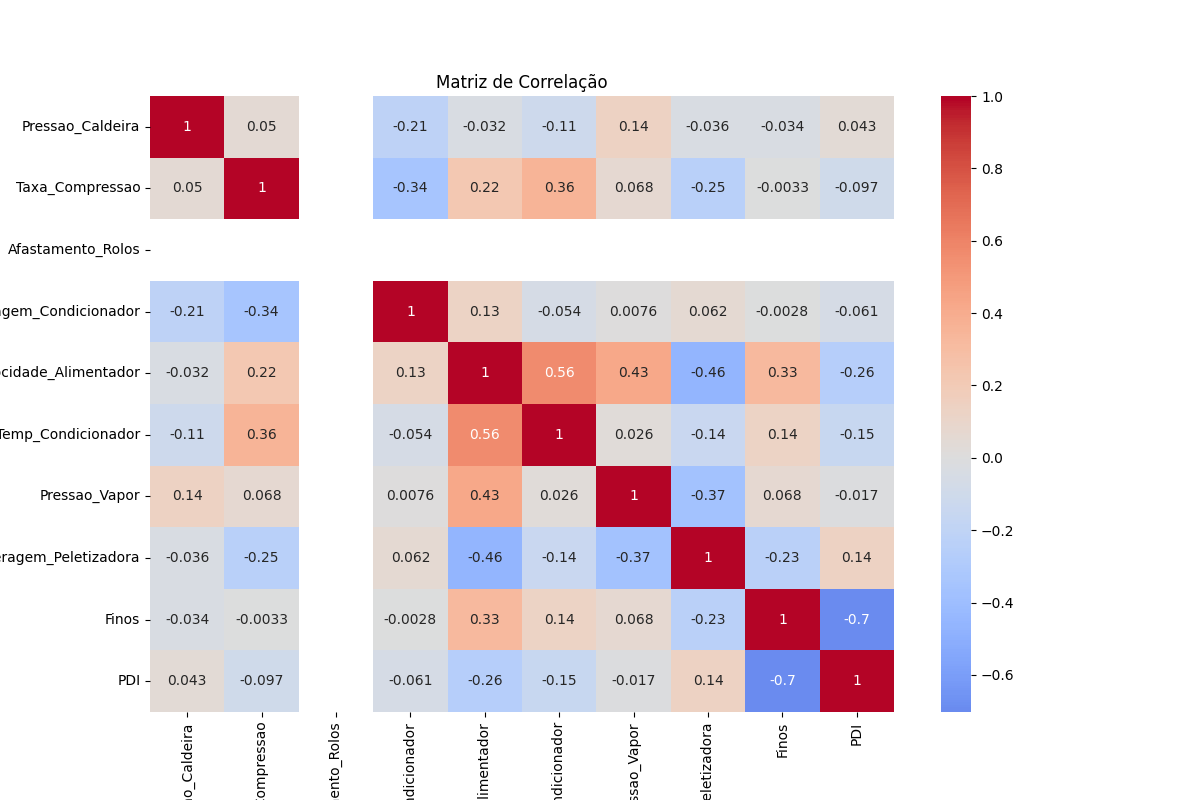 Matriz de Correlação
Pressao_Caldeira 1 0.05 -0.21 -0.032 -0.11 0.14 -0.036 -0.034 0.043
Taxa_Compressao 0.05 1 -0.34 0.22 0.36 0.068 -0.25 -0.0033 -0.097
Afastamento_Rolos
gem_Condicionador -0.21 -0.34 1 0.13 -0.054 0.0076 0.062 -0.0028 -0.061
ocidade_Alimentador -0.032 0.22 0.13 1 0.56 0.43 -0.46 0.33 -0.26
Temp_Condicionador -0.11 0.36 -0.054 0.56 1 0.026 -0.14 0.14 -0.15
Pressao_Vapor 0.14 0.068 0.0076 0.43 0.026 1 -0.37 0.068 -0.017
eragem_Peletizadora -0.036 -0.25 0.062 -0.46 -0.14 -0.37 1 -0.23 0.14
Finos -0.034 -0.0033 -0.0028 0.33 0.14 0.068 -0.23 1 -0.7
PDI 0.043 -0.097 -0.061 -0.26 -0.15 -0.017 0.14 -0.7 1
o_Caldeira
ompressao
ento_Rolos
ndicionador
limentador
ndicionador
ssao_Vapor
eletizadora
Finos
PDI
1.0
0.8
0.6
0.4
0.2
0.0
−0.2
−0.4
−0.6